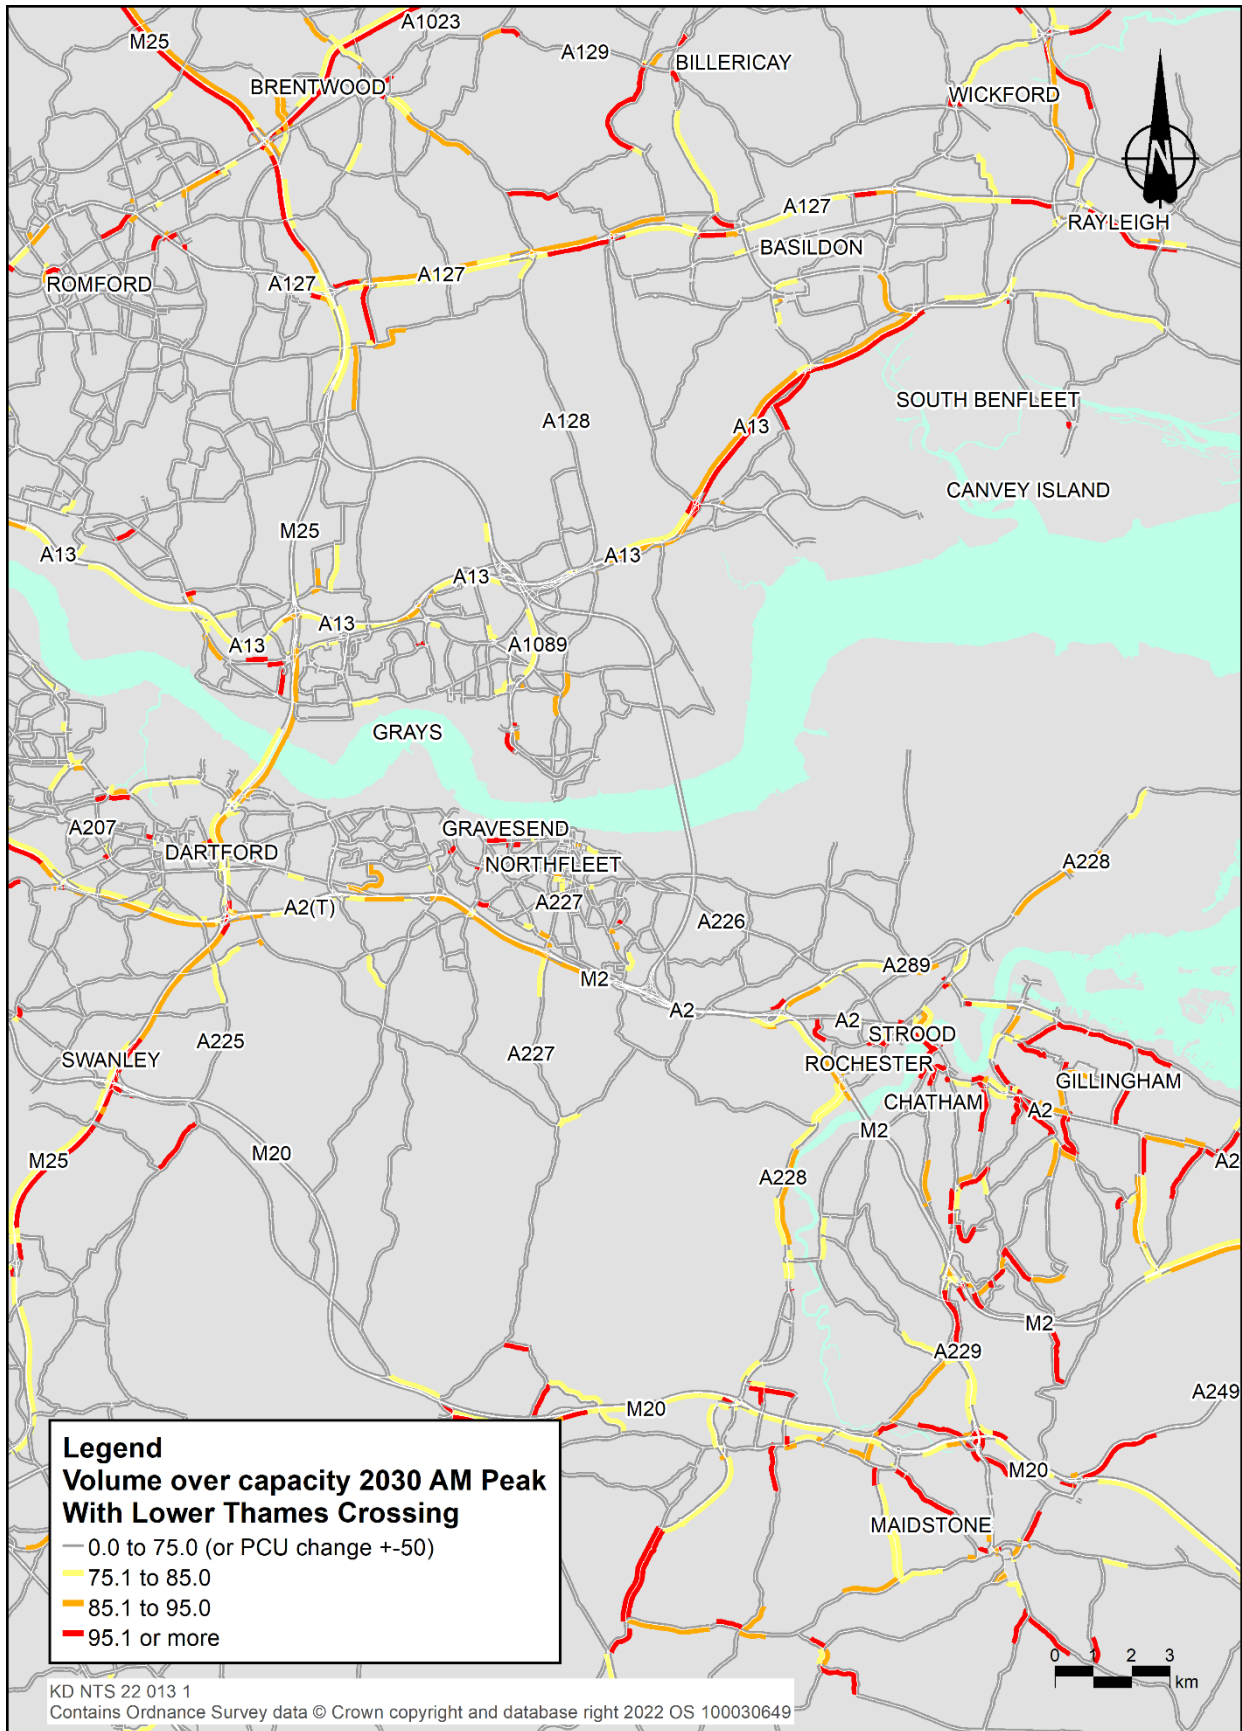 A1023
M25
A129
BILLERICAY
BRENTWOOD
WICKFORD
N
A127
RAYLEIGH
BASILDON
A127
A127
ROMFORD
SOUTH BENFLEET
A128
A13
CANVEY ISLAND
M25
A13
A13
A13
A13
A13
A1089
GRAYS
A207
GRAVESEND
DARTFORD
NORTHFLEET
A228
A2(T)
A227
A226
A289
M2
A2
A2
STROOD
A225
A227
SWANLEY
ROCHESTER
GILLINGHAM
CHATHAM
A2
M2
M20
M25
A2
A228
M2
A229
A249
M20
M20
MAIDSTONE
Legend
Volume over capacity 2030 AM Peak
With Lower Thames Crossing
0.0 to 75.0 (or PCU change +-50)
75.1 to 85.0
85.1 to 95.0
95.1 or more
0 1 2 3
km
KD NTS 22 013 1
Contains Ordnance Survey data © Crown copyright and database right 2022 OS 100030649